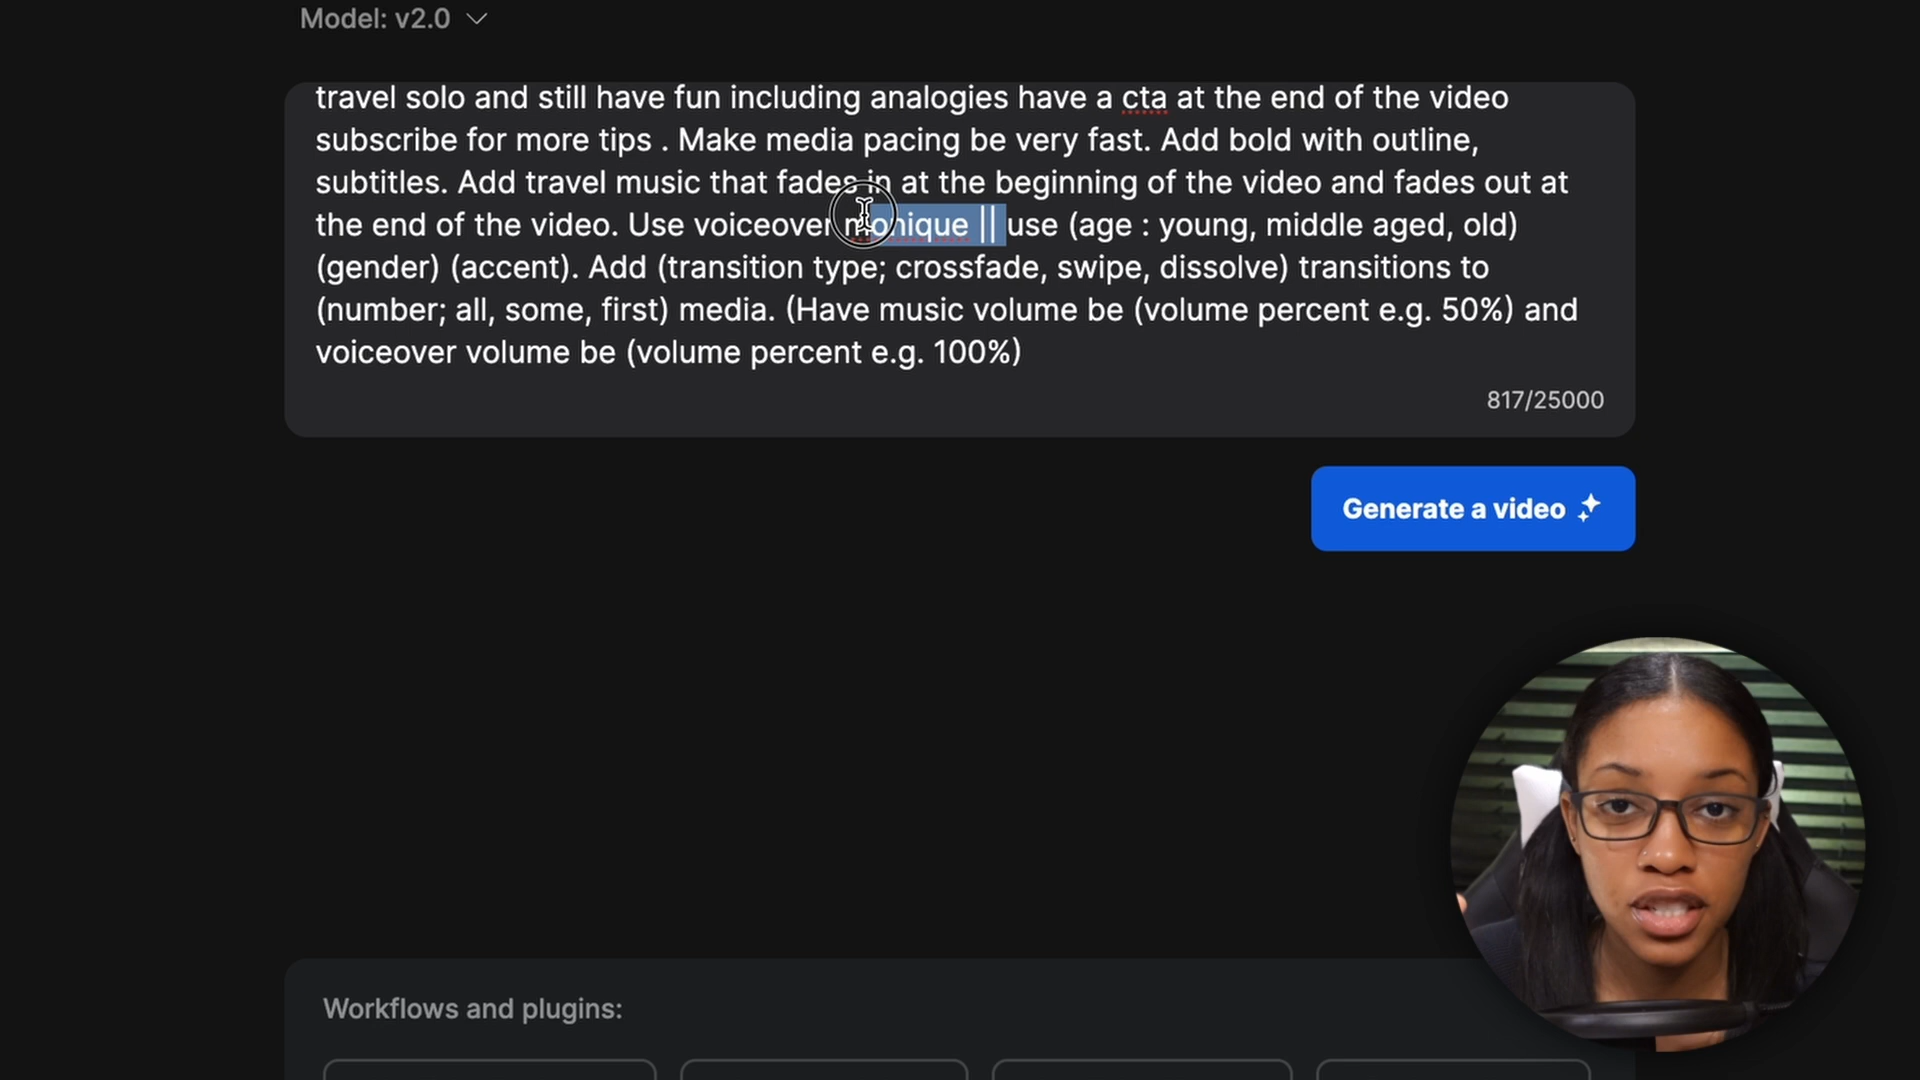 Model: v2.0
travel solo and still have fun including analogies have a cta at the end of the video
subscribe for more tips . Make media pacing be very fast. Add bold with outline,
subtitles. Add travel music that fades in at the beginning of the video and fades out at
the end of the video. Use voiceover monique || use (age : young, middle aged, old)
(gender) (accent). Add (transition type; crossfade, swipe, dissolve) transitions to
(number; all, some, first) media. (Have music volume be (volume percent e.g. 50%) and
voiceover volume be (volume percent e.g. 100%)
817/25000
Generate a video
Workflows and plugins: